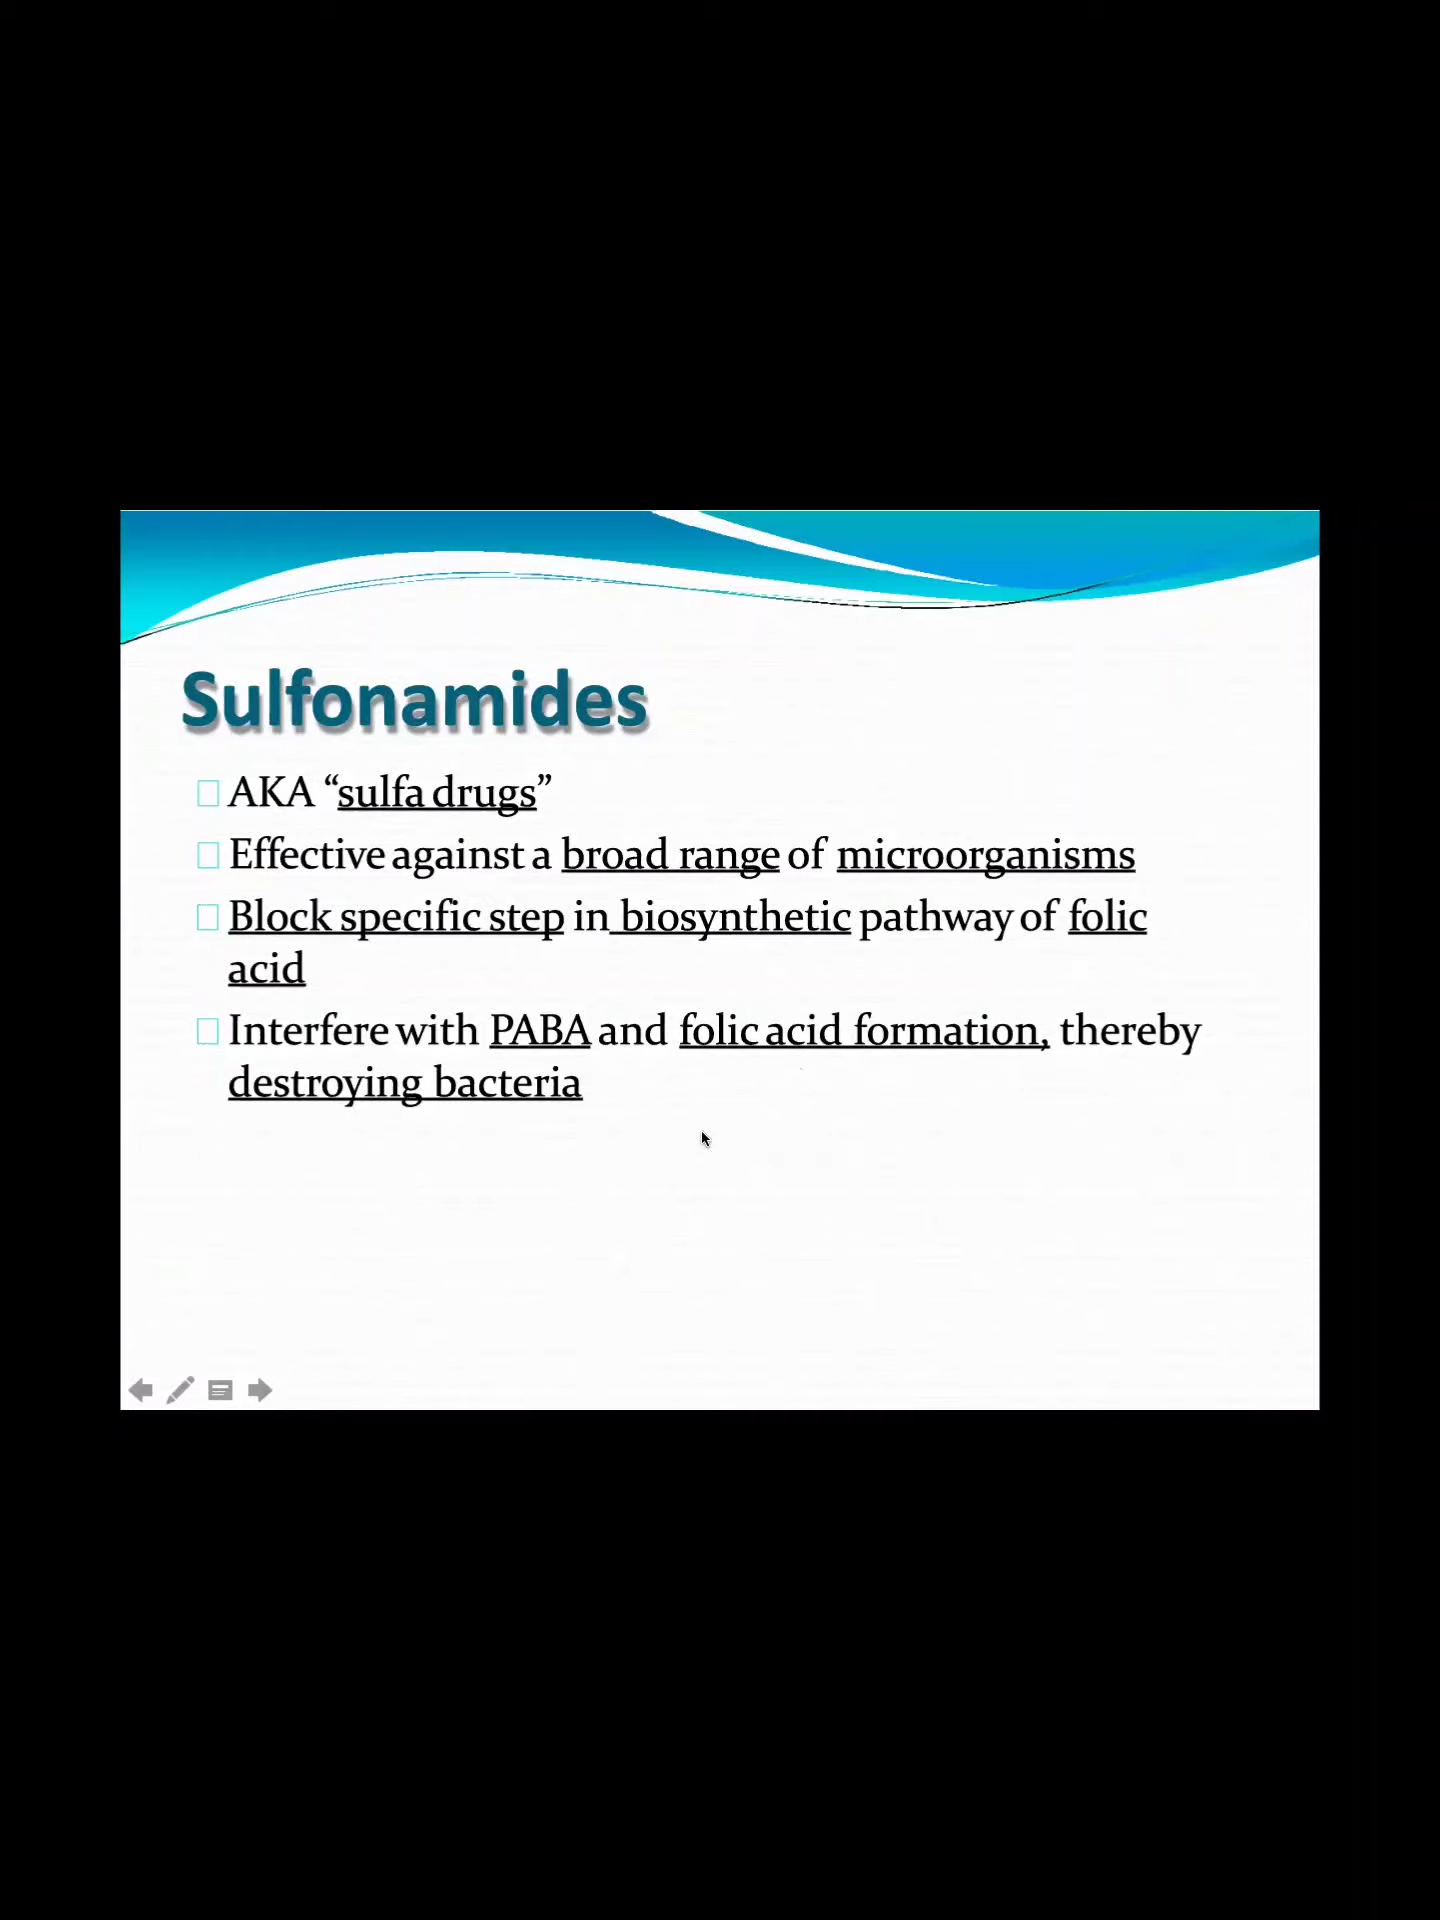 Sulfonamides
AKA “sulfa drugs”
Effective against a broad range of microorganisms
Block specific step in biosynthetic pathway of folic
acid
Interfere with PABA and folic acid formation, thereby
destroying bacteria